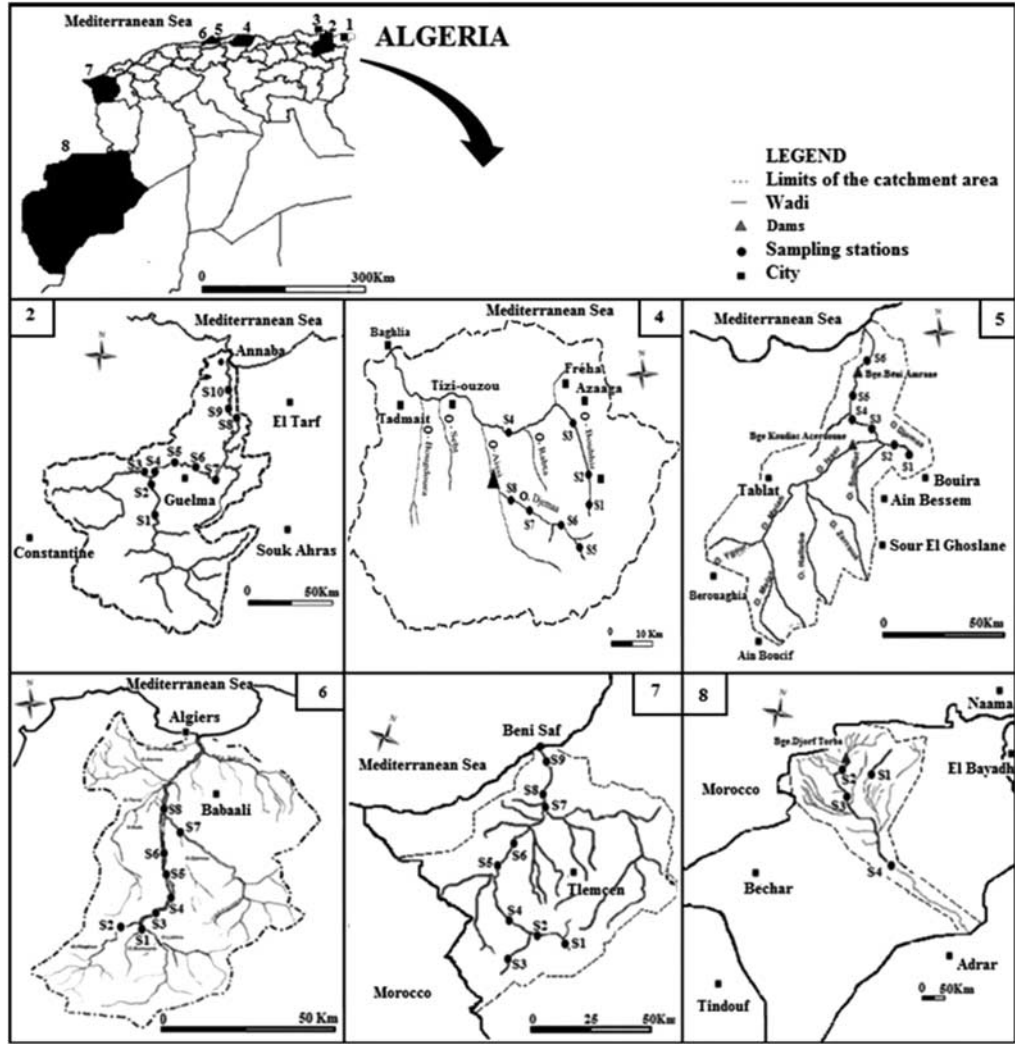 Mediterranean Sea
ALGERIA
1
2
3
4
5
6
7
8
LEGEND
Limits of the catchment area
Wadi
Dams
Sampling stations
City
0 300Km
2
N
Mediterranean Sea
Annaba
S10
S9
S8
El Tarf
S3
S4
S5
S6
S7
S2
Guelma
S1
Constantine
Souk Ahras
0 50Km
4
Mediterranean Sea
N
Baghlia
Fréha
Azaaga
Tizi-ouzou
Tadmait
S4
S3
S2
S1
S8
O. Djemaa
S7
S6
S5
0 10 Km
5
Mediterranean Sea
N
S6
Bge.Beni Amrane
S5
S4
S3
Bge Koudiac Acerdoune
S2
S1
Tablat
Bouira
Ain Bessem
Sour El Ghoslane
Berouaghia
Ain Boucif
0 50Km
6
N
Mediterranean Sea
Algiers
Babaali
S8
S7
S6
S5
S4
S3
S2
S1
0 50 Km
7
N
Beni Saf
Mediterranean Sea
S9
S8
S7
S6
S5
Tlemçen
S4
S2
S1
S3
Morocco
0 25 50Km
8
N
Naama
Bge.Djorf Torba
El Bayadh
S2
S1
S3
Morocco
S4
Bechar
Adrar
Tindouf
0 50Km